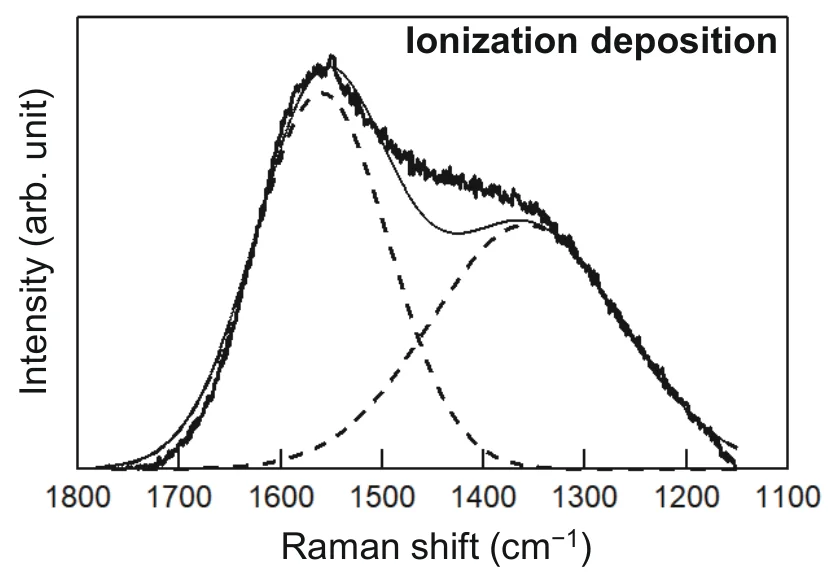 Ionization deposition
Intensity (arb. unit)
1800 1700 1600 1500 1400 1300 1200 1100
Raman shift (cm⁻¹)